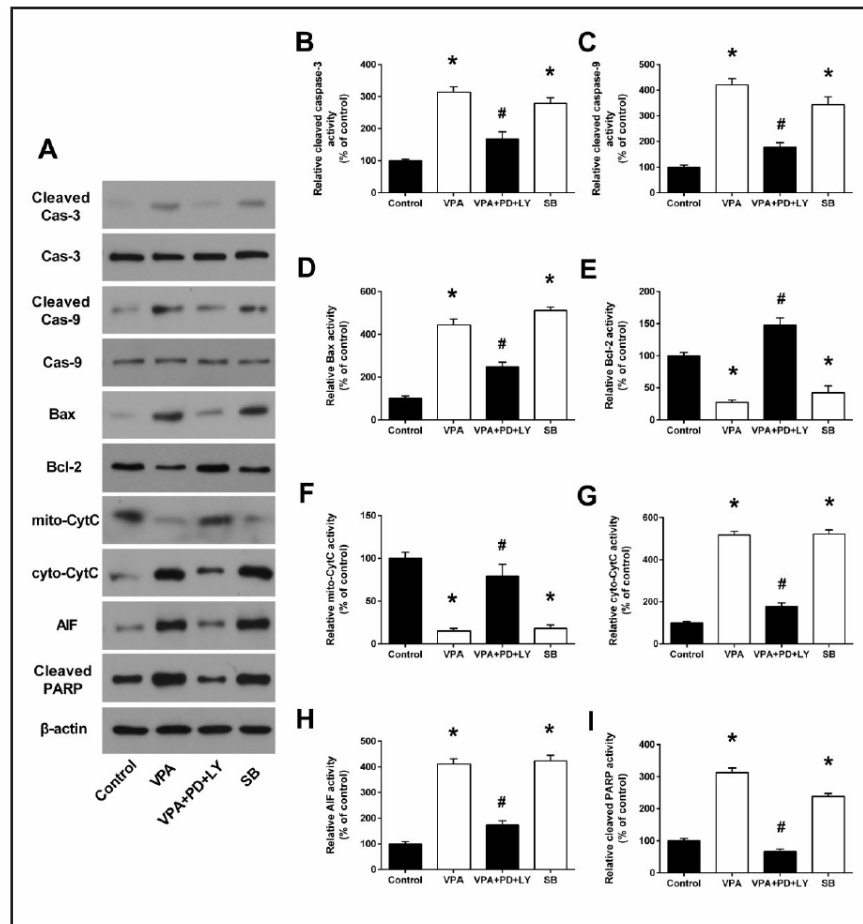 A
Cleaved
Cas-3
Cas-3
Cleaved
Cas-9
Cas-9
Bax
Bcl-2
mito-CytC
cyto-CytC
AIF
Cleaved
PARP
β-actin
Control
VPA
VPA+PD+LY
SB
B
Relative cleaved caspase-3
activity
(% of control)
400
300
200
100
0
*
#
*
Control
VPA
VPA+PD+LY
SB
C
Relative cleaved caspase-9
activity
(% of control)
500
400
300
200
100
0
*
#
*
Control
VPA
VPA+PD+LY
SB
D
Relative Bax activity
(% of control)
600
400
200
0
*
#
*
Control
VPA
VPA+PD+LY
SB
E
Relative Bcl-2 activity
(% of control)
200
150
100
50
0
*
#
*
Control
VPA
VPA+PD+LY
SB
F
Relative mito-CytC activity
(% of control)
150
100
50
0
*
#
*
Control
VPA
VPA+PD+LY
SB
G
Relative cyto-CytC activity
(% of control)
600
400
200
0
*
#
*
Control
VPA
VPA+PD+LY
SB
H
Relative AIF activity
(% of control)
500
400
300
200
100
0
*
#
*
Control
VPA
VPA+PD+LY
SB
I
Relative cleaved PARP activity
(% of control)
400
300
200
100
0
*
#
*
Control
VPA
VPA+PD+LY
SB